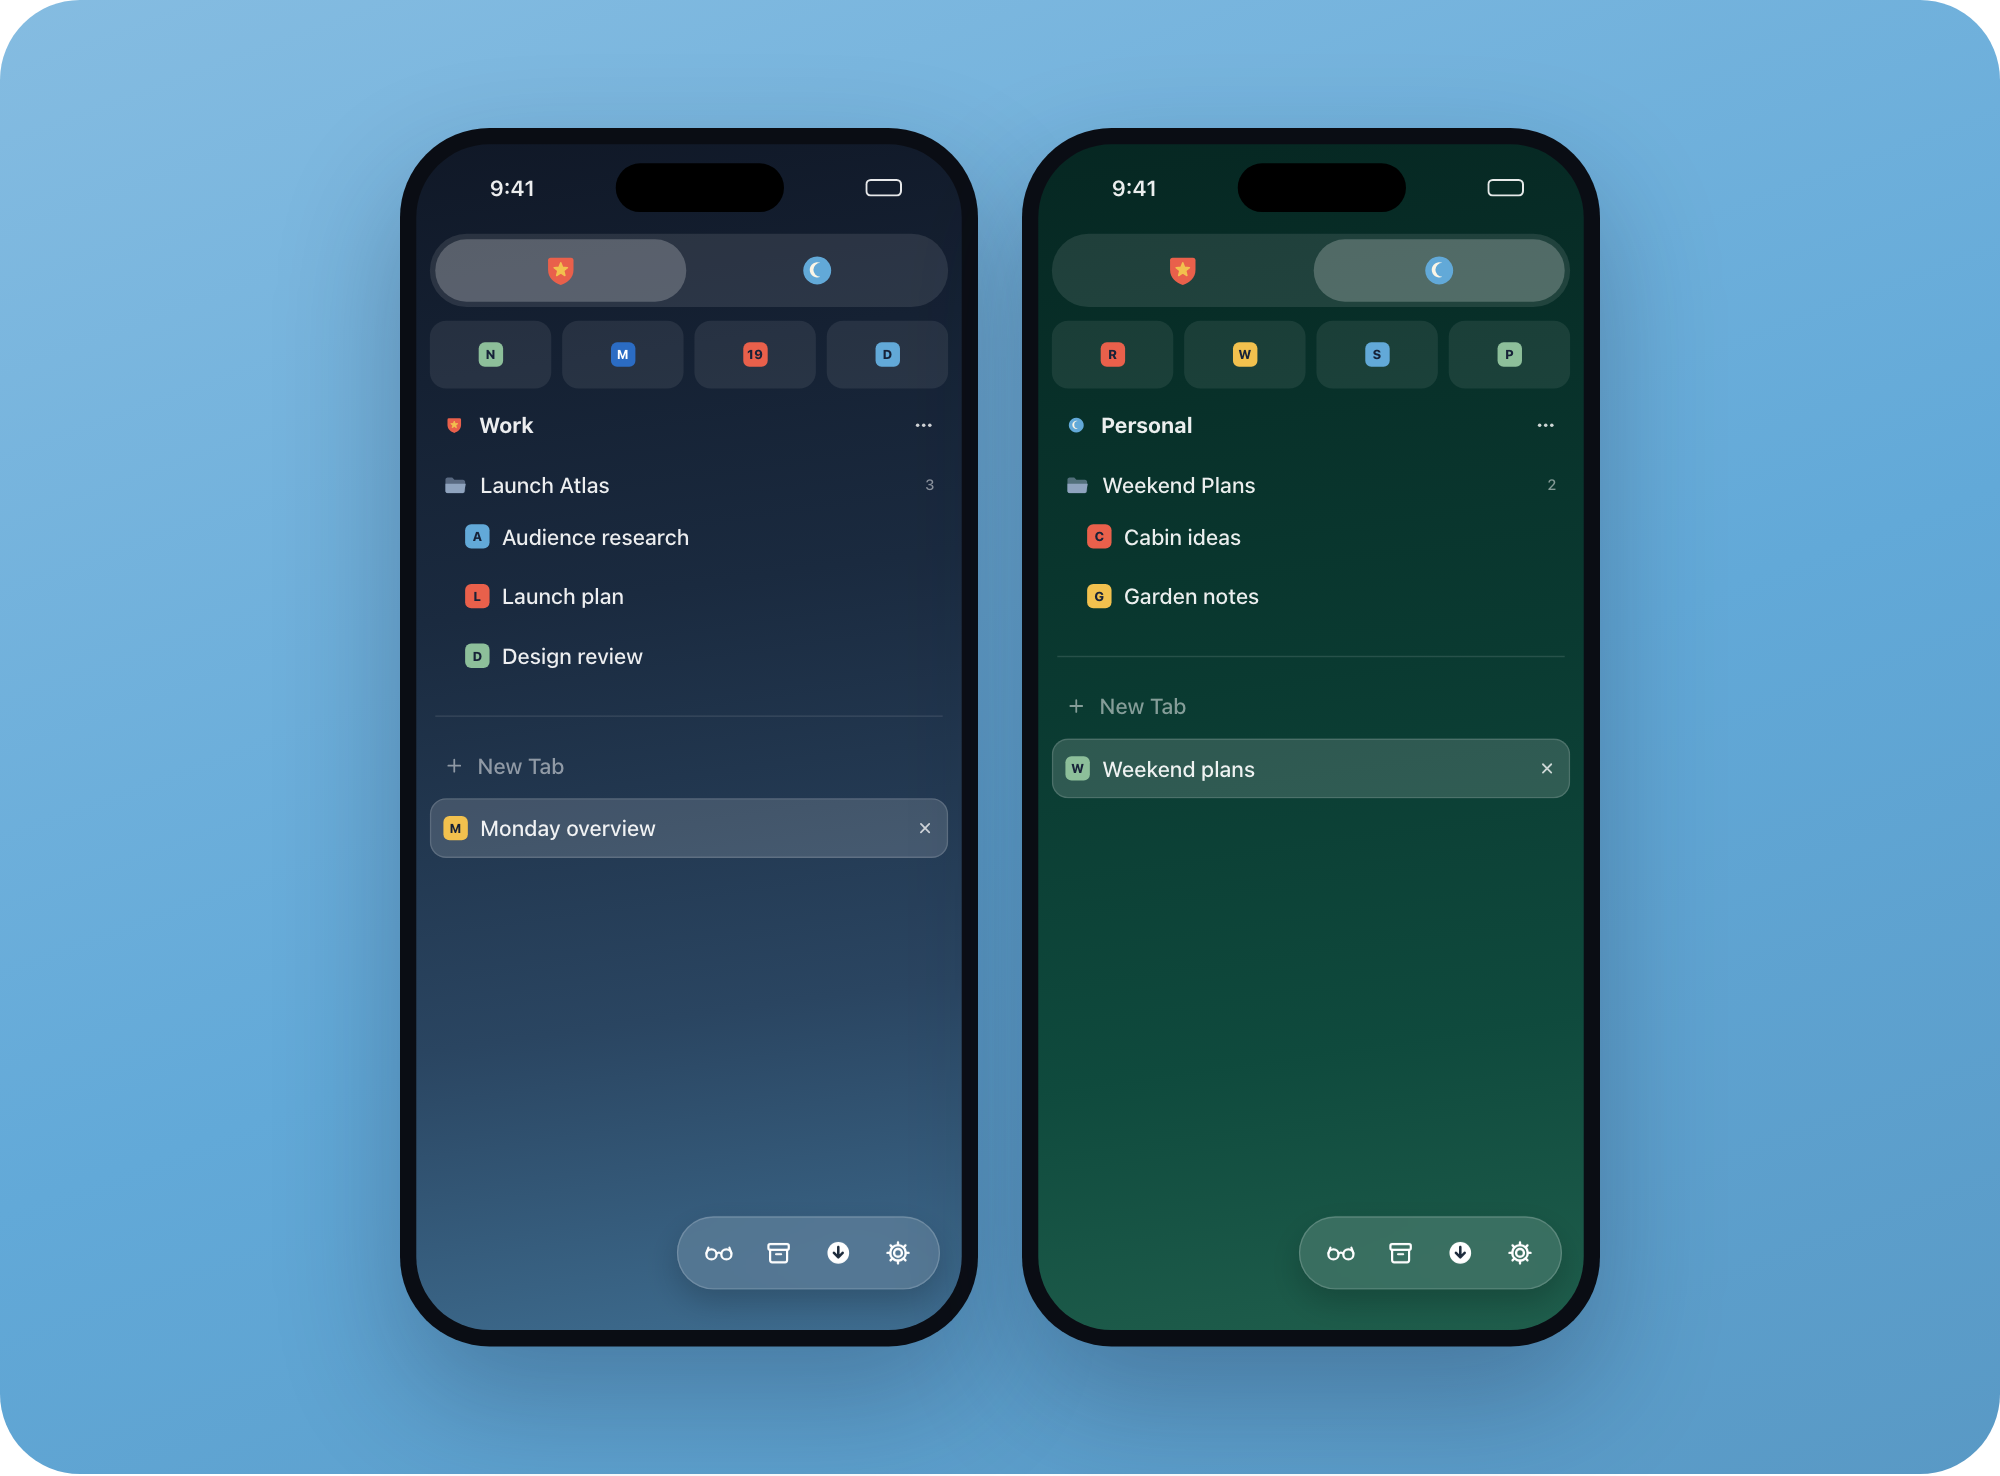 9:41
N M 19 D
Work
Launch Atlas 3
A Audience research
L Launch plan
D Design review
New Tab
M Monday overview
9:41
R W S P
Personal
Weekend Plans 2
C Cabin ideas
G Garden notes
New Tab
W Weekend plans